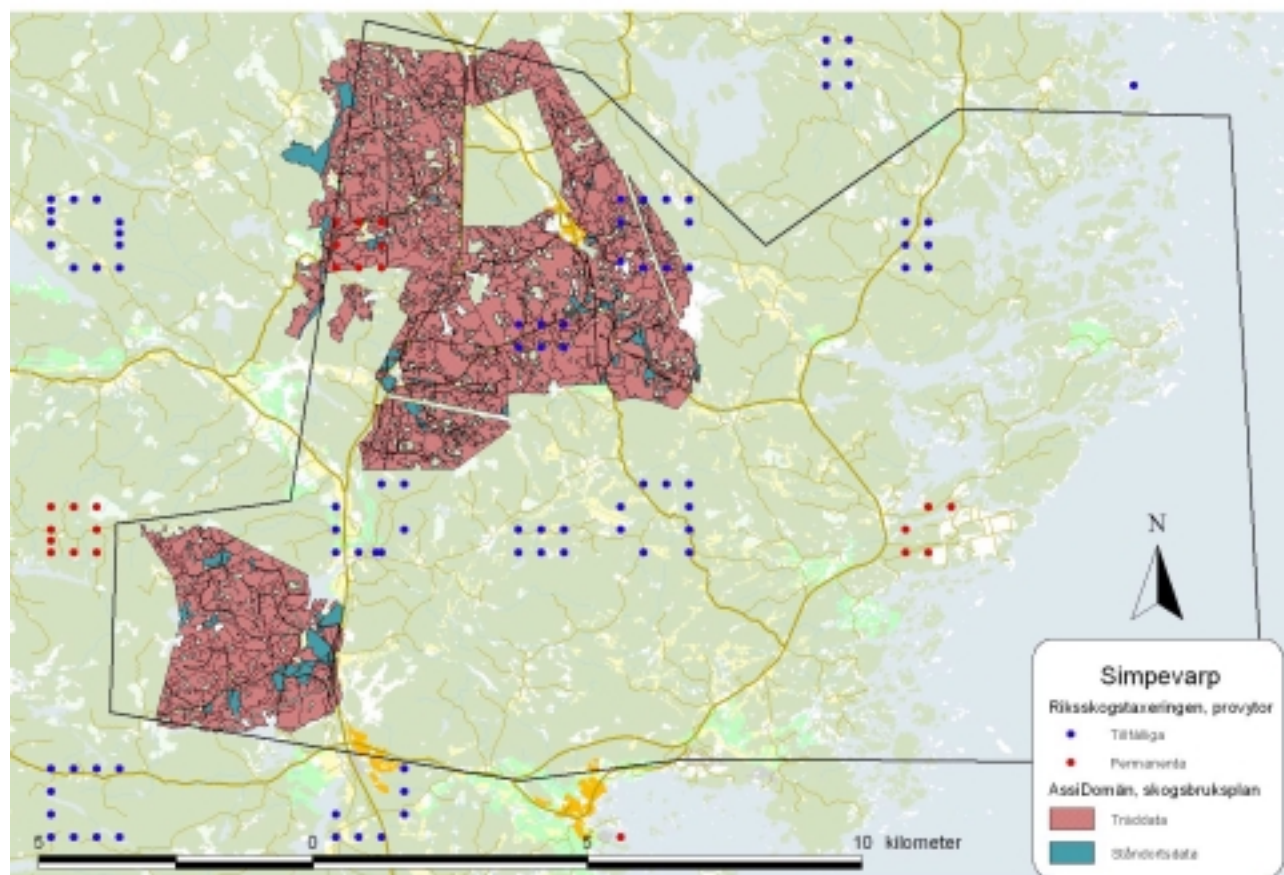 N
Simpevarp
Riksskogstaxeringen, provytor
Tillfälliga
Permanenta
AssiDomän, skogsbruksplan
Träddata
Ståndortsdata
5 0 5 10 kilometer